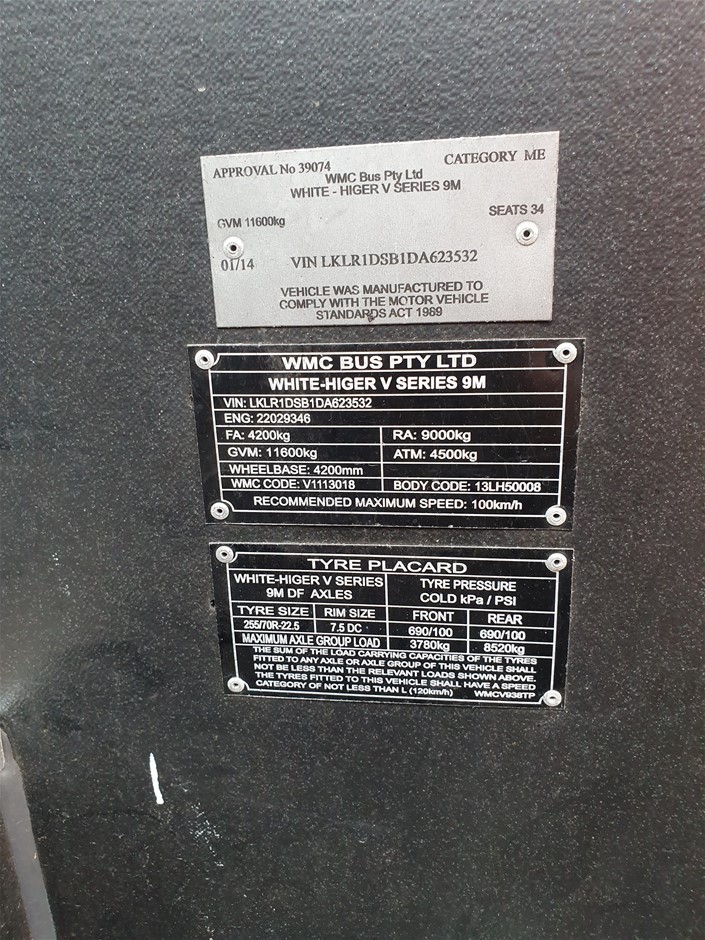 APPROVAL No 39074 CATEGORY ME
WMC Bus Pty Ltd
WHITE - HIGER V SERIES 9M
GVM 11600kg SEATS 34
01/14 VIN LKLR1DSB1DA623532
VEHICLE WAS MANUFACTURED TO
COMPLY WITH THE MOTOR VEHICLE
STANDARDS ACT 1989
WMC BUS PTY LTD
WHITE-HIGER V SERIES 9M
VIN: LKLR1DSB1DA623532
ENG: 22029346
FA: 4200kg RA: 9000kg
GVM: 11600kg ATM: 4500kg
WHEELBASE: 4200mm
WMC CODE: V1113018 BODY CODE: 13LH50008
RECOMMENDED MAXIMUM SPEED: 100km/h
TYRE PLACARD
WHITE-HIGER V SERIES TYRE PRESSURE
9M DF AXLES COLD kPa / PSI
TYRE SIZE RIM SIZE FRONT REAR
255/70R-22.5 7.5 DC 690/100 690/100
MAXIMUM AXLE GROUP LOAD 3780kg 8520kg
THE SUM OF THE LOAD CARRYING CAPACITIES OF THE TYRES
FITTED TO ANY AXLE OR AXLE GROUP OF THIS VEHICLE SHALL
NOT BE LESS THAN THE RELEVANT LOADS SHOWN ABOVE.
THE TYRES FITTED TO THIS VEHICLE SHALL HAVE A SPEED
CATEGORY OF NOT LESS THAN L (120km/h) WMCV938TP